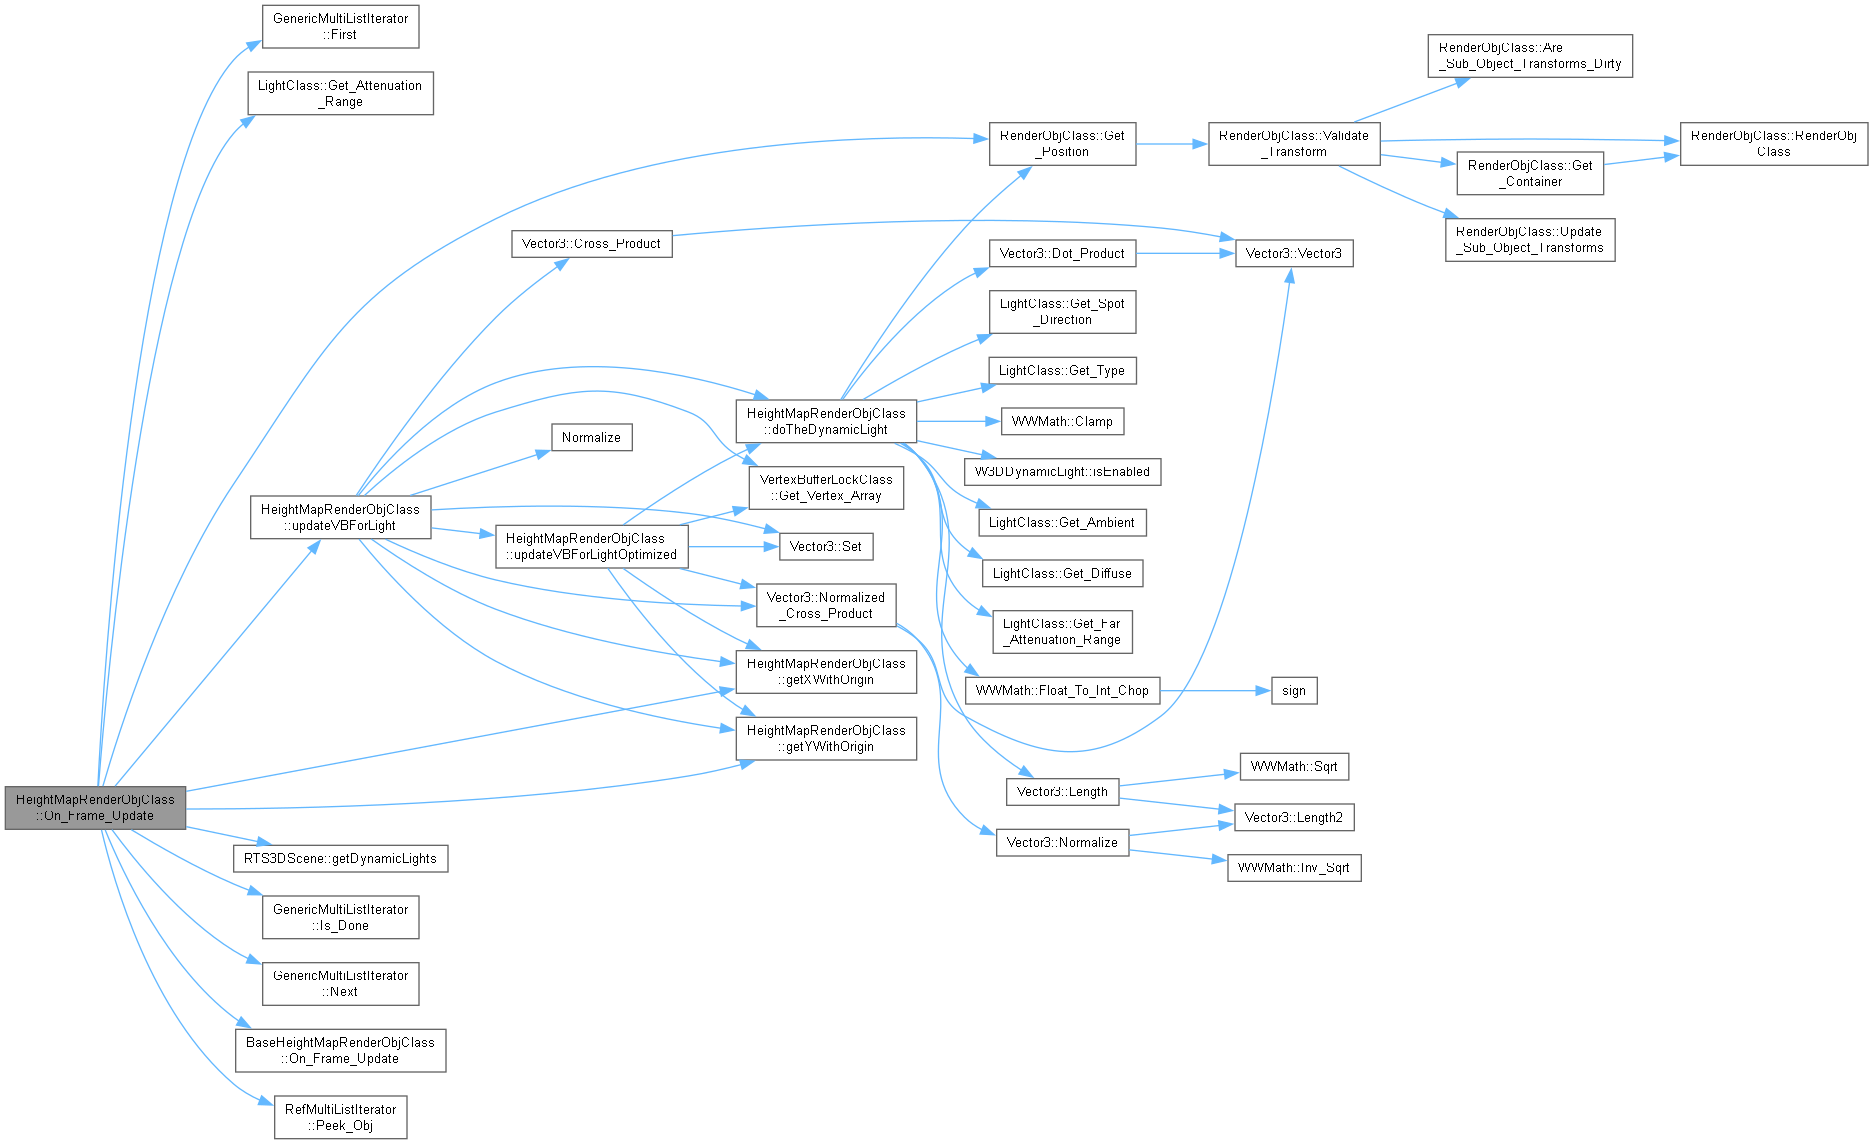 GenericMultiListIterator
::First
LightClass::Get_Attenuation
_Range
RenderObjClass::Are
_Sub_Object_Transforms_Dirty
RenderObjClass::Get
_Position
RenderObjClass::Validate
_Transform
RenderObjClass::RenderObj
Class
RenderObjClass::Get
_Container
RenderObjClass::Update
_Sub_Object_Transforms
Vector3::Cross_Product
Vector3::Dot_Product
Vector3::Vector3
LightClass::Get_Spot
_Direction
LightClass::Get_Type
HeightMapRenderObjClass
::doTheDynamicLight
WWMath::Clamp
Normalize
W3DDynamicLight::isEnabled
VertexBufferLockClass
::Get_Vertex_Array
HeightMapRenderObjClass
::updateVBForLight
LightClass::Get_Ambient
HeightMapRenderObjClass
::updateVBForLightOptimized
Vector3::Set
LightClass::Get_Diffuse
Vector3::Normalized
_Cross_Product
LightClass::Get_Far
_Attenuation_Range
HeightMapRenderObjClass
::getXWithOrigin
WWMath::Float_To_Int_Chop
sign
HeightMapRenderObjClass
::getYWithOrigin
WWMath::Sqrt
Vector3::Length
HeightMapRenderObjClass
::On_Frame_Update
Vector3::Length2
Vector3::Normalize
RTS3DScene::getDynamicLights
WWMath::Inv_Sqrt
GenericMultiListIterator
::Is_Done
GenericMultiListIterator
::Next
BaseHeightMapRenderObjClass
::On_Frame_Update
RefMultiListIterator
::Peek_Obj